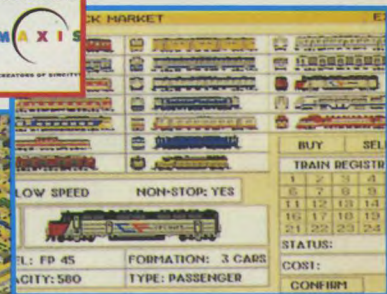 MAXIS
CREATORS OF SIMCITY
CK MARKET
E
BUY SEL
TRAIN REGISTR
1 2 3 4
6 7 8 9
11 12 13 14
16 17 18 19
21 22 23 24
LOW SPEED NON-STOP: YES
EL: FP 45 FORMATION: 3 CARS
ACITY: 580 TYPE: PASSENGER
STATUS:
COST:
CONFIRM